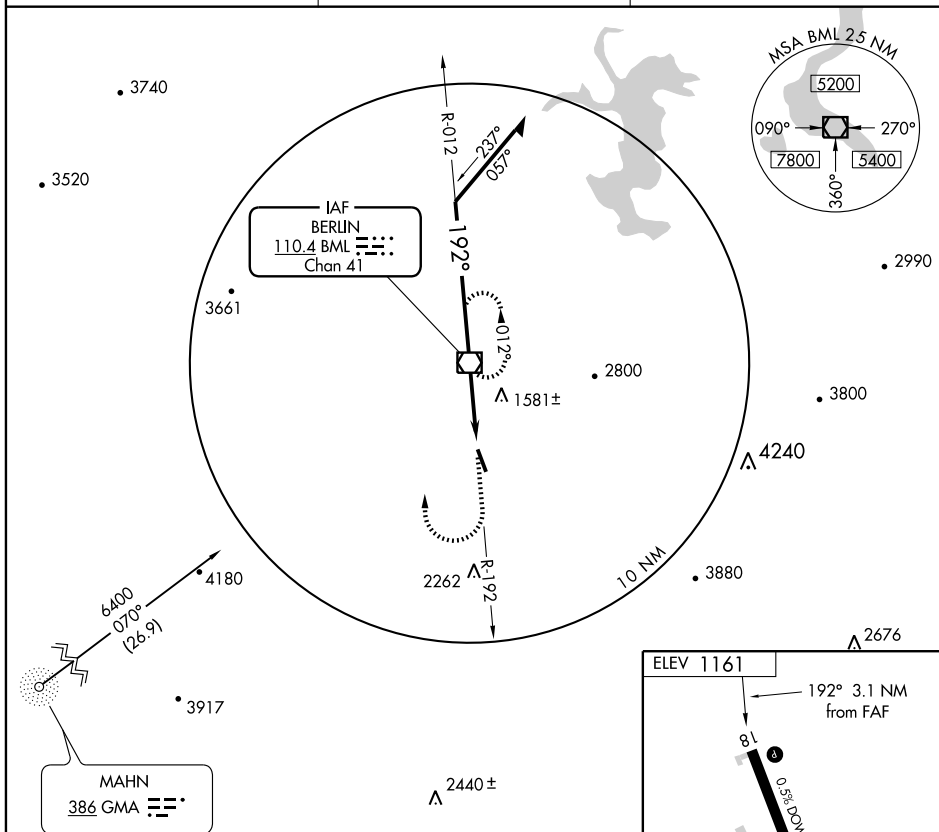 MSA BML 25 NM
5200
090°
270°
7800
5400
360°
3740
3520
R-012
237°
057°
IAF
BERLIN
110.4 BML
Chan 41
192°
2990
3661
012°
2800
1581±
3800
4240
10 NM
2262
R-192
3880
4180
6400
070°
(26.9)
2676
3917
MAHN
386 GMA
2440±
ELEV 1161
192° 3.1 NM
from FAF
18
P
0.5% DOW